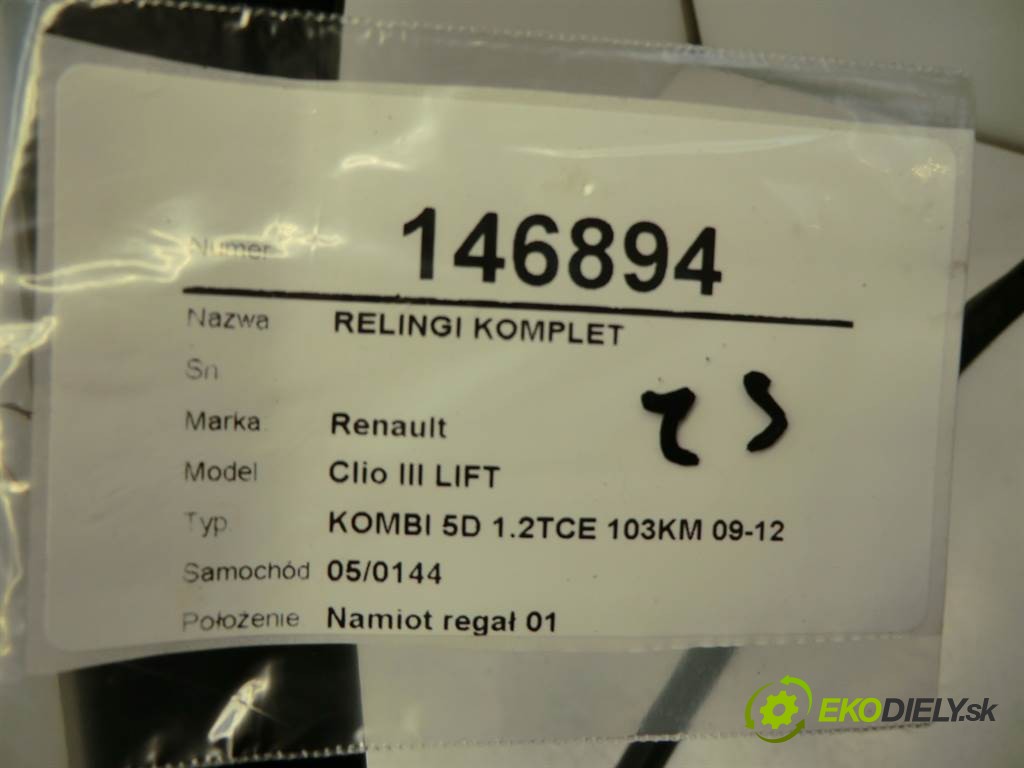 Numer 146894
Nazwa RELINGI KOMPLET
Sn
Marka Renault
Model Clio III LIFT
Typ. KOMBI 5D 1.2TCE 103KM 09-12
Samochód 05/0144
Położenie Namiot regał 01
EKODIELY.sk